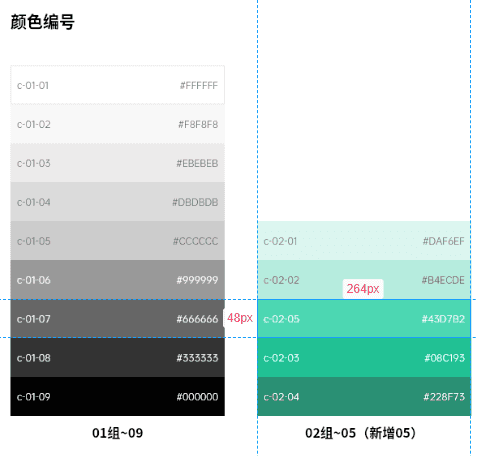 颜色编号
c-01-01 #FFFFFF
c-01-02 #F8F8F8
c-01-03 #EBEBEB
c-01-04 #DBDBDB
c-01-05 #CCCCCC
c-01-06 #999999
c-01-07 #666666
c-01-08 #333333
c-01-09 #000000
01组~09
48px
c-02-01 #DAF6EF
c-02-02 #B4ECDE
264px
c-02-05 #43D7B2
c-02-03 #08C193
c-02-04 #228F73
02组~05（新增05）